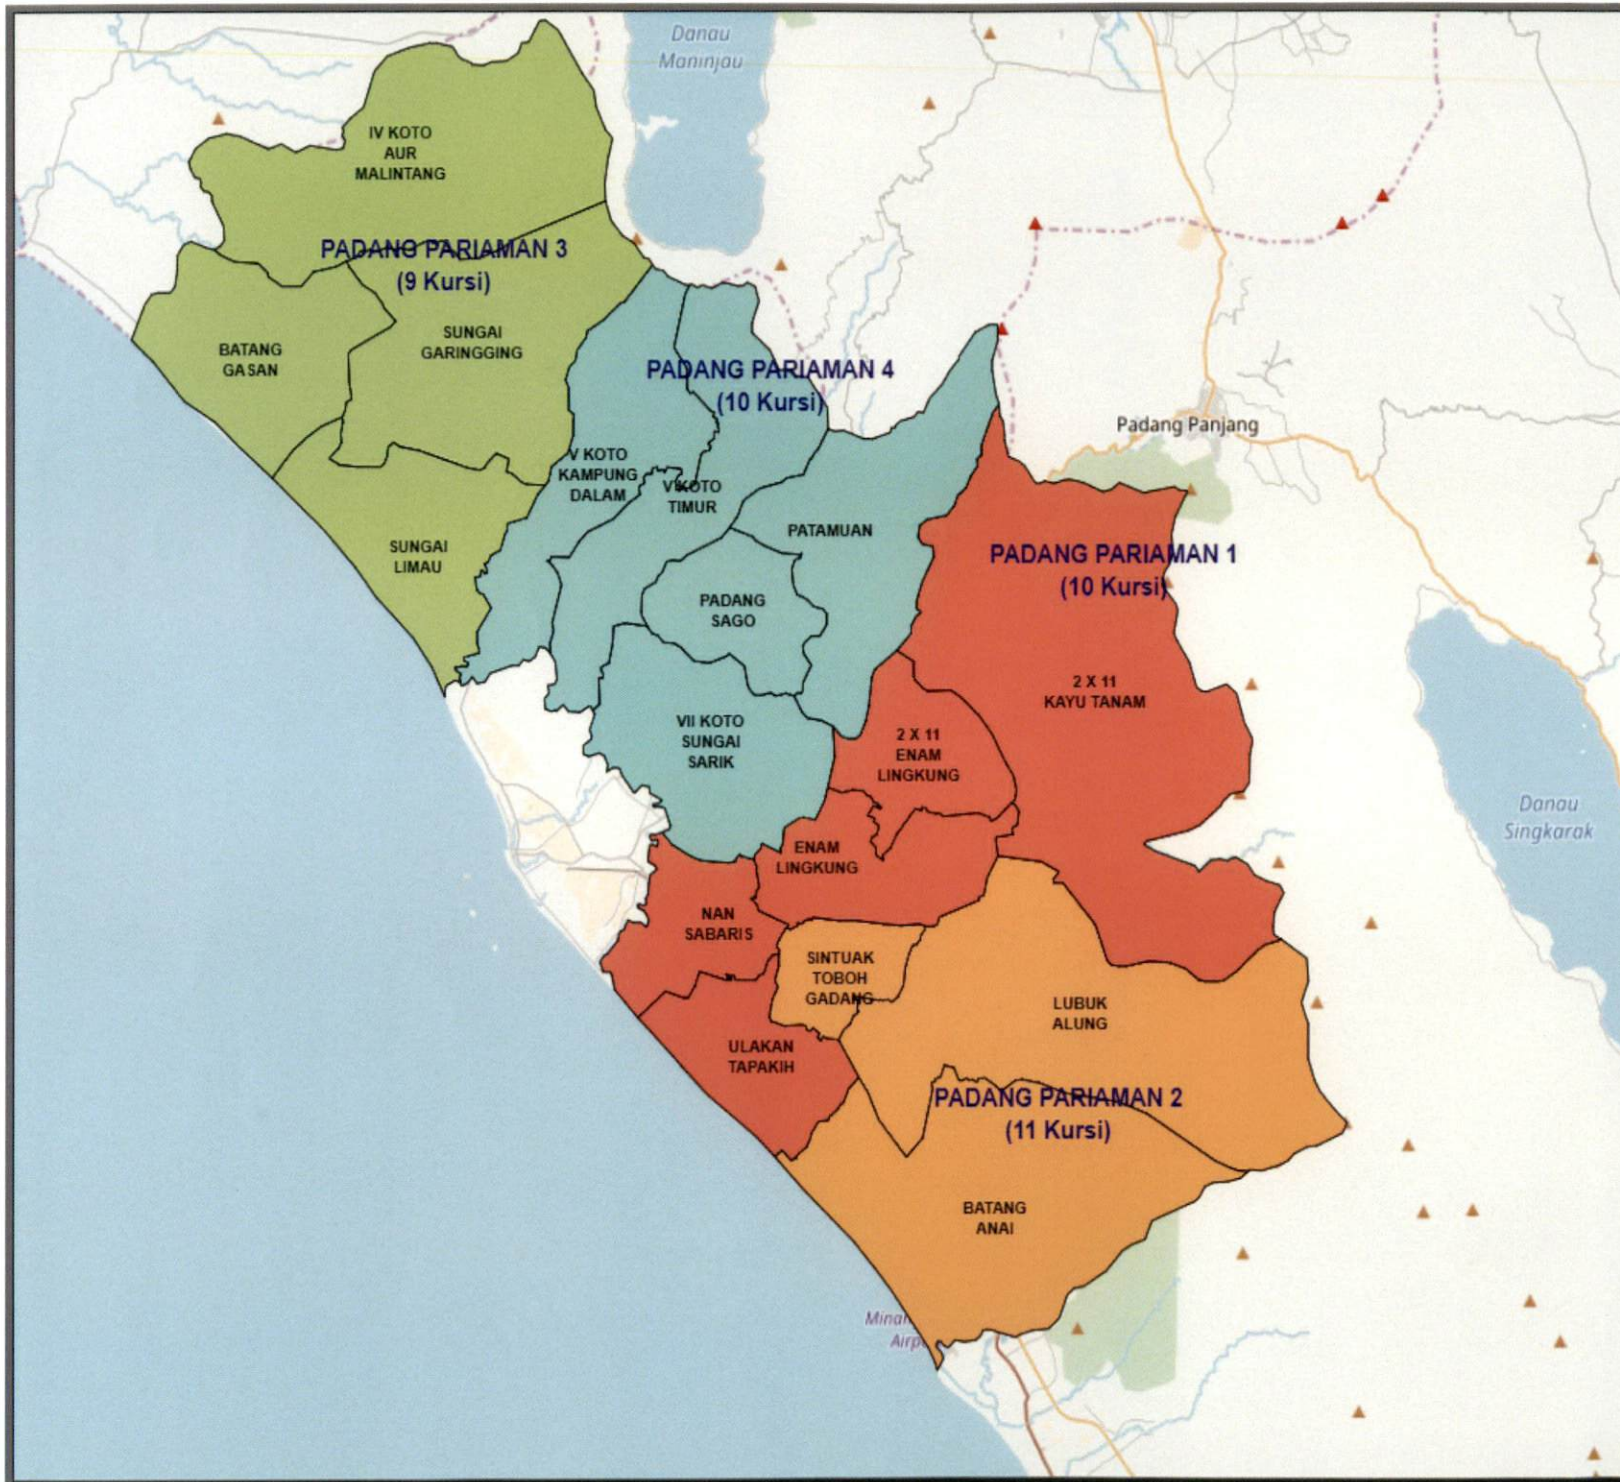 Danau
Maninjau
IV KOTO
AUR
MALINTANG
PADANG PARIAMAN 3
(9 Kursi)
SUNGAI
GARINGGING
BATANG
GASAN
PADANG PARIAMAN 4
(10 Kursi)
Padang Panjang
V KOTO
KAMPUNG
DALAM
V KOTO
TIMUR
PATAMUAN
SUNGAI
LIMAU
PADANG PARIAMAN 1
(10 Kursi)
PADANG
SAGO
2 X 11
KAYU TANAM
VII KOTO
SUNGAI
SARIK
2 X 11
ENAM
LINGKUNG
Danau
Singkarak
ENAM
LINGKUNG
NAN
SABARIS
SINTUAK
TOBOH
GADANG
LUBUK
ALUNG
ULAKAN
TAPAKIH
PADANG PARIAMAN 2
(11 Kursi)
BATANG
ANAI